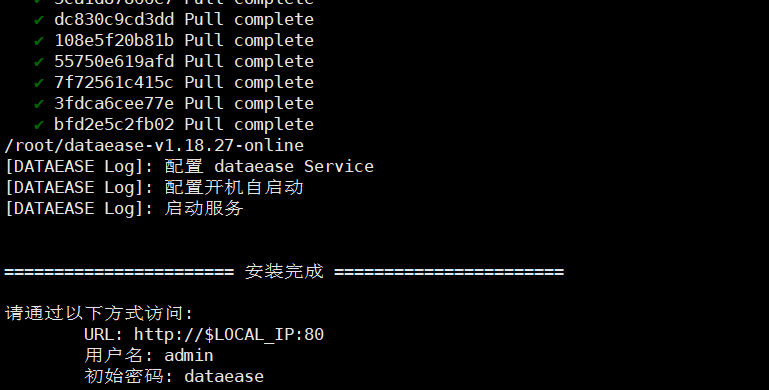 ✔ dc830c9cd3dd Pull complete
✔ 108e5f20b81b Pull complete
✔ 55750e619afd Pull complete
✔ 7f72561c415c Pull complete
✔ 3fdca6cee77e Pull complete
✔ bfd2e5c2fb02 Pull complete
/root/dataease-v1.18.27-online
[DATAEASE Log]: 配置 dataease Service
[DATAEASE Log]: 配置开机自启动
[DATAEASE Log]: 启动服务
======================= 安装完成 =======================
请通过以下方式访问:
URL: http://$LOCAL_IP:80
用户名: admin
初始密码: dataease